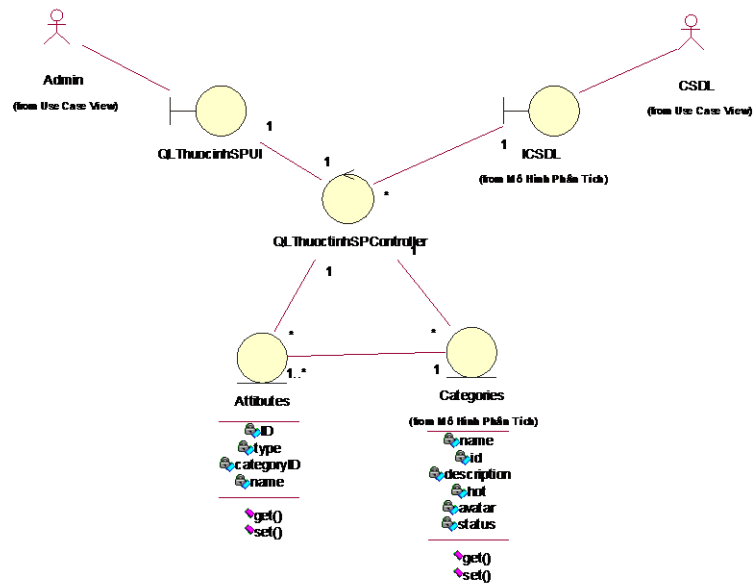 Admin
(from Use Case View)
CSDL
(from Use Case View)
QLThuocinhSPUI
ICSDL
(from Mô Hình Phân Tích)
1
1
1
*
QLThuoctinhSPController
1
1
*
*
1..*
1
Attibutes
ID
type
categoryID
name
get()
set()
Categories
(from Mô Hình Phân Tích)
name
id
description
hot
avatar
status
get()
set()